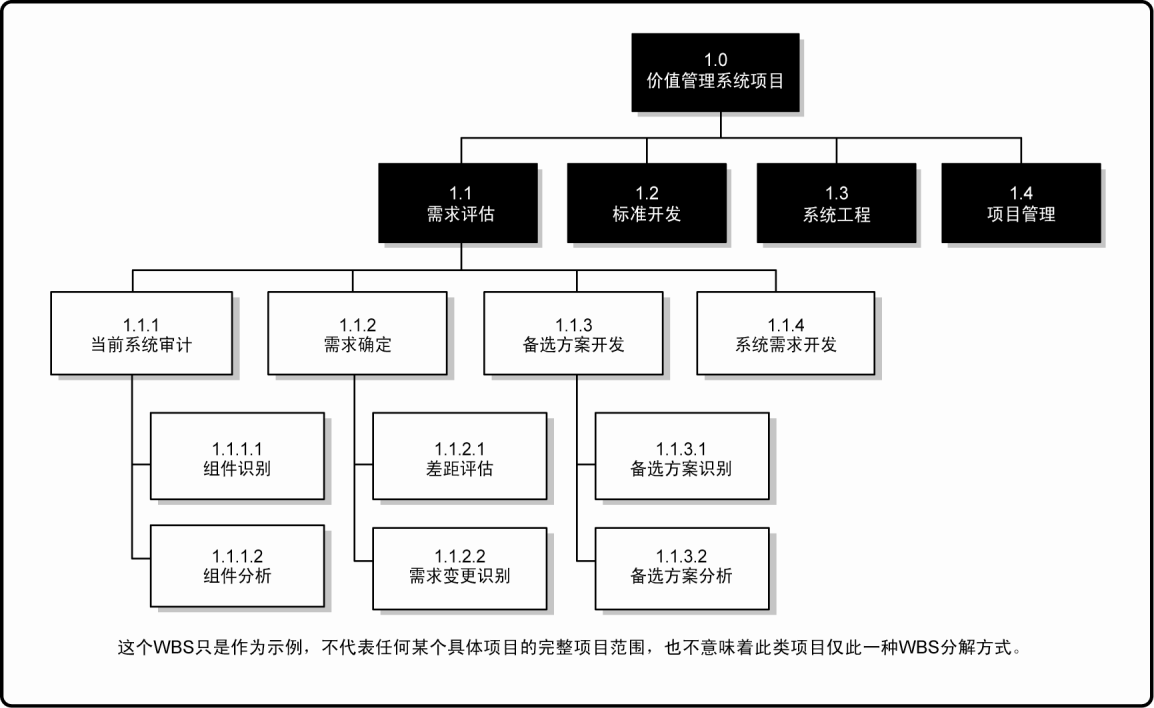 1.0
价值管理系统项目
1.1
需求评估
1.2
标准开发
1.3
系统工程
1.4
项目管理
1.1.1
当前系统审计
1.1.2
需求确定
1.1.3
备选方案开发
1.1.4
系统需求开发
1.1.1.1
组件识别
1.1.2.1
差距评估
1.1.3.1
备选方案识别
1.1.1.2
组件分析
1.1.2.2
需求变更识别
1.1.3.2
备选方案分析
这个WBS只是作为示例，不代表任何某个具体项目的完整项目范围，也不意味着此类项目仅此一种WBS分解方式。